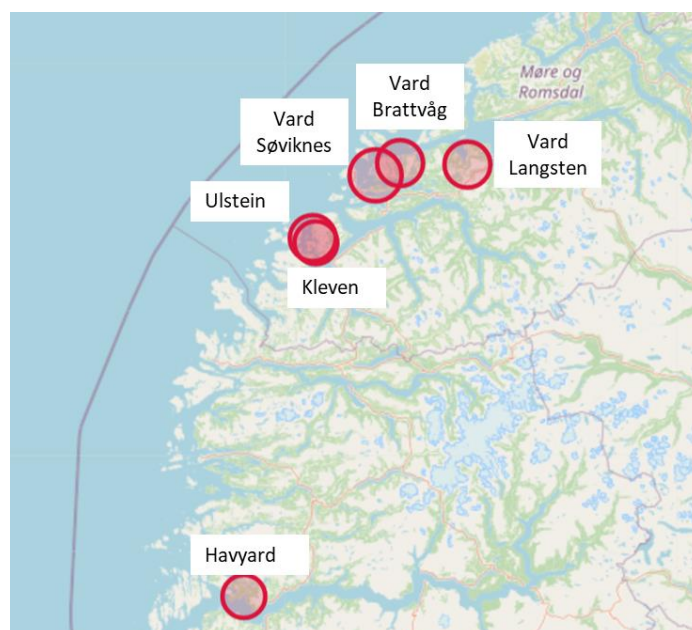 Møre og
Romsdal
Vard
Brattvåg
Vard
Søviknes
Vard
Langsten
Ulstein
Kleven
Havyard